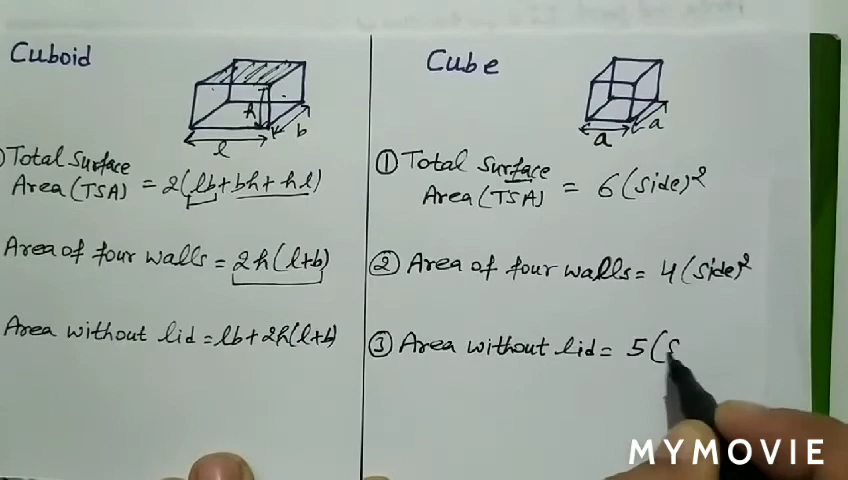 Cuboid
h
b
l
Total Surface
Area (TSA) = 2(lb+bh+hl)
Area of four walls = 2h(l+b)
Area without lid = lb+2h(l+b)
Cube
a
a
① Total Surface
Area (TSA) = 6(side)²
② Area of four walls = 4(side)²
③ Area without lid = 5(s
MYMOVIE